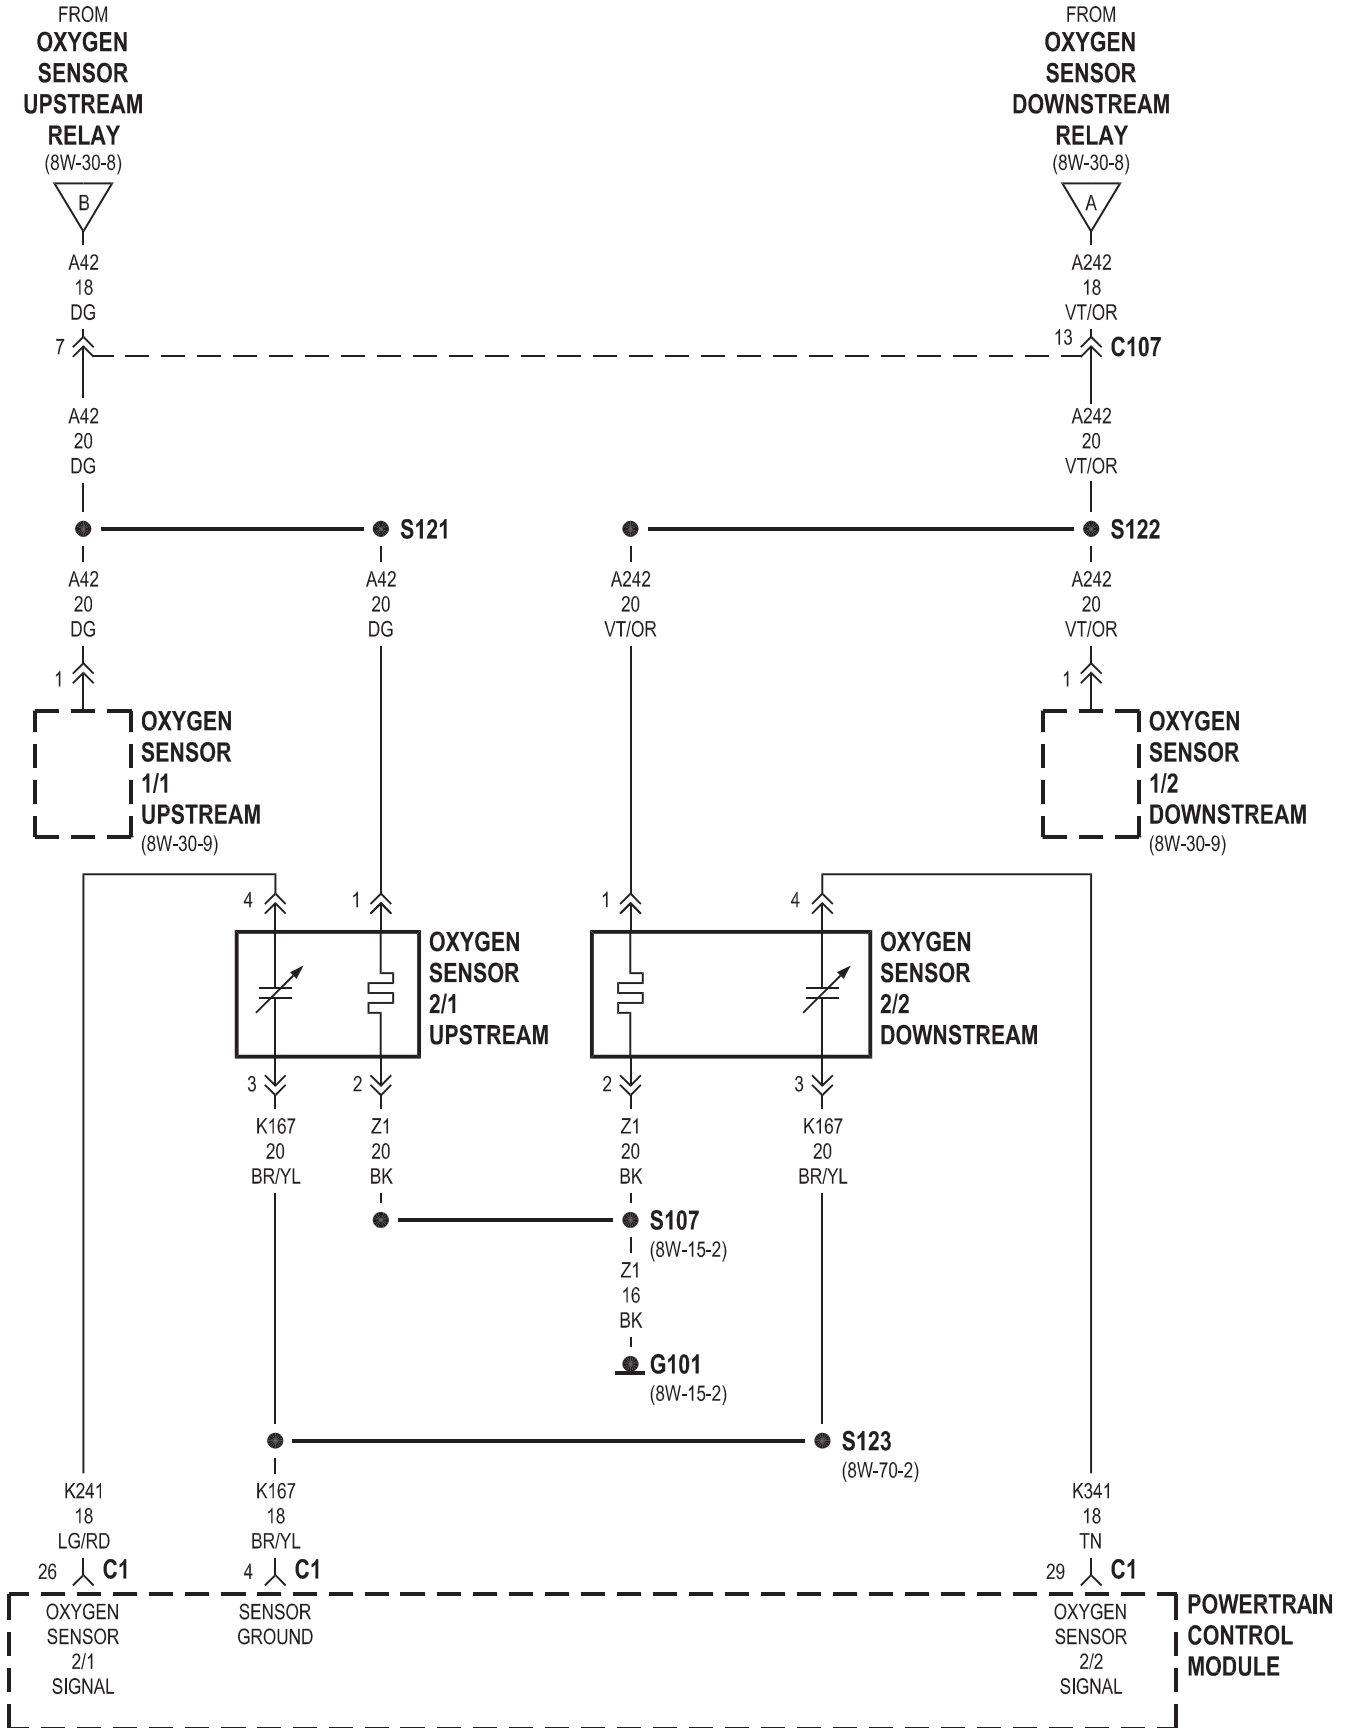 FROM
OXYGEN
SENSOR
UPSTREAM
RELAY
(8W-30-8)
B
A42
18
DG
7
FROM
OXYGEN
SENSOR
DOWNSTREAM
RELAY
(8W-30-8)
A
A242
18
VT/OR
13
C107
A42
20
DG
A242
20
VT/OR
S121
S122
A42
20
DG
A42
20
DG
A242
20
VT/OR
A242
20
VT/OR
1
OXYGEN
SENSOR
1/1
UPSTREAM
(8W-30-9)
1
OXYGEN
SENSOR
1/2
DOWNSTREAM
(8W-30-9)
4
1
OXYGEN
SENSOR
2/1
UPSTREAM
1
4
OXYGEN
SENSOR
2/2
DOWNSTREAM
3
2
2
3
K167
20
BR/YL
Z1
20
BK
Z1
20
BK
K167
20
BR/YL
S107
(8W-15-2)
Z1
16
BK
G101
(8W-15-2)
S123
(8W-70-2)
K241
18
LG/RD
26
C1
K167
18
BR/YL
4
C1
K341
18
TN
29
C1
OXYGEN
SENSOR
2/1
SIGNAL
SENSOR
GROUND
OXYGEN
SENSOR
2/2
SIGNAL
POWERTRAIN
CONTROL
MODULE